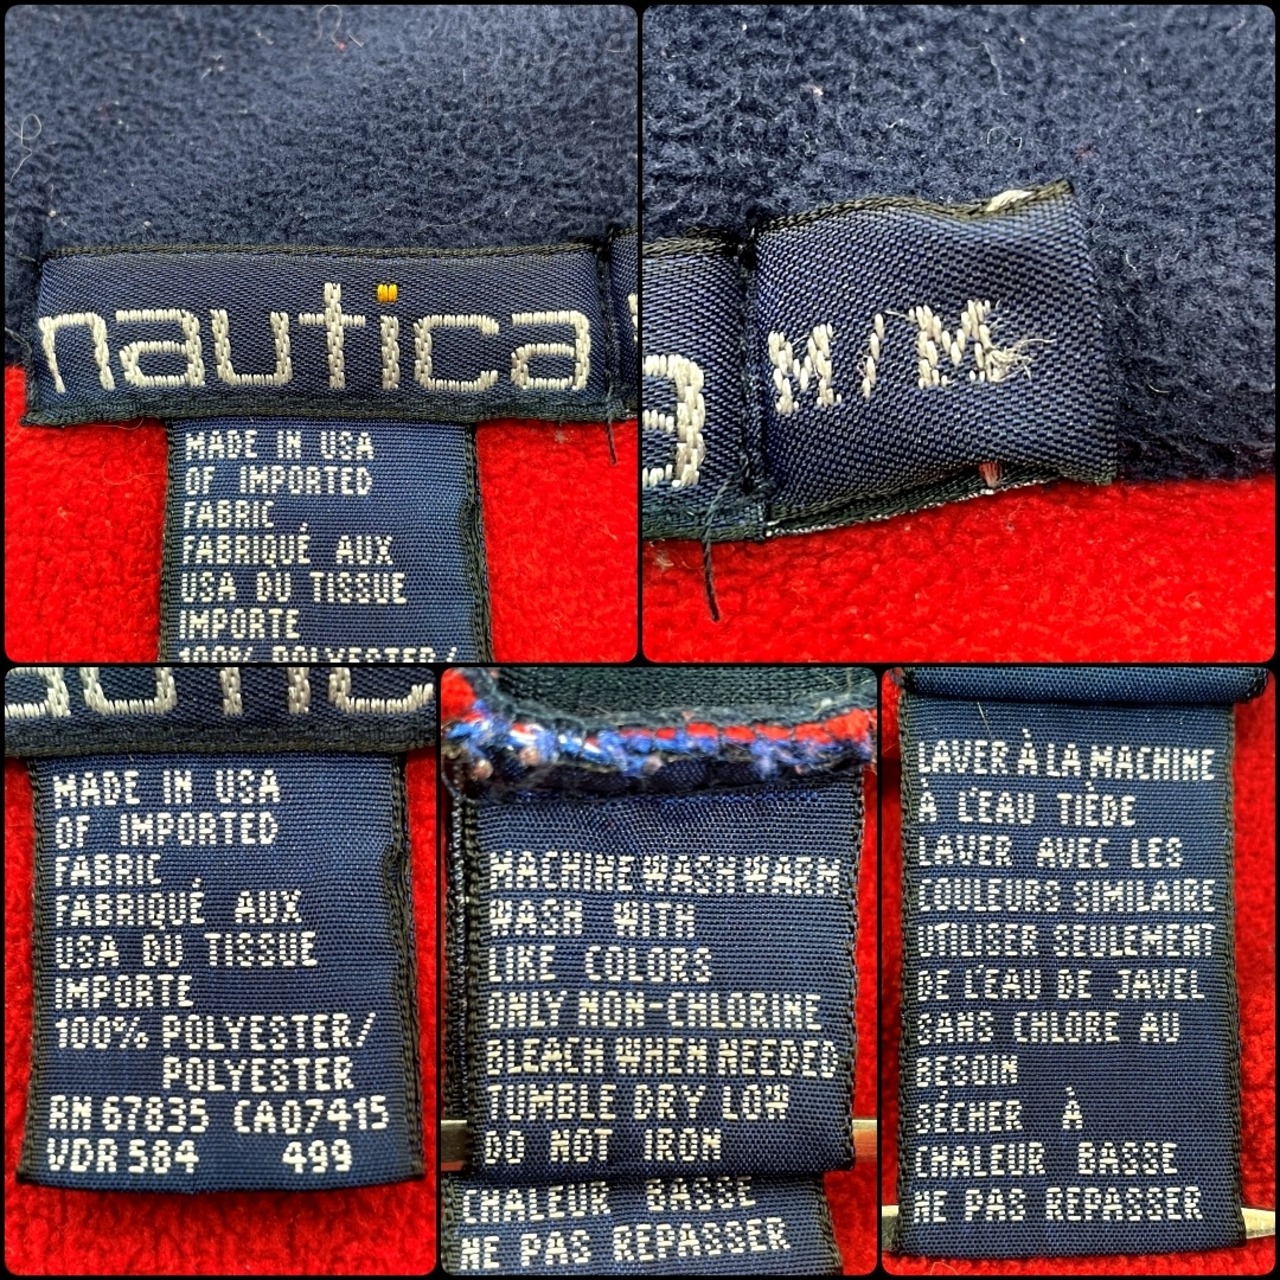 nautica
MADE IN USA
OF IMPORTED
FABRIC
FABRIQUÉ AUX
USA DU TISSUE
IMPORTE
100% POLYESTER/
a M/M
MADE IN USA
OF IMPORTED
FABRIC
FABRIQUÉ AUX
USA DU TISSUE
IMPORTE
100% POLYESTER/
POLYESTER
RN 67835 CA07415
VDR 584 499
MACHINE WASH WARM
WASH WITH
LIKE COLORS
ONLY NON-CHLORINE
BLEACH WHEN NEEDED
TUMBLE DRY LOW
DO NOT IRON
CHALEUR BASSE
NE PAS REPASSER
LAVER À LA MACHINE
À L'EAU TIÈDE
LAVER AVEC LES
COULEURS SIMILAIRE
UTILISER SEULEMENT
DE L'EAU DE JAVEL
SANS CHLORE AU
BESOIN
SÉCHER À
CHALEUR BASSE
NE PAS REPASSER